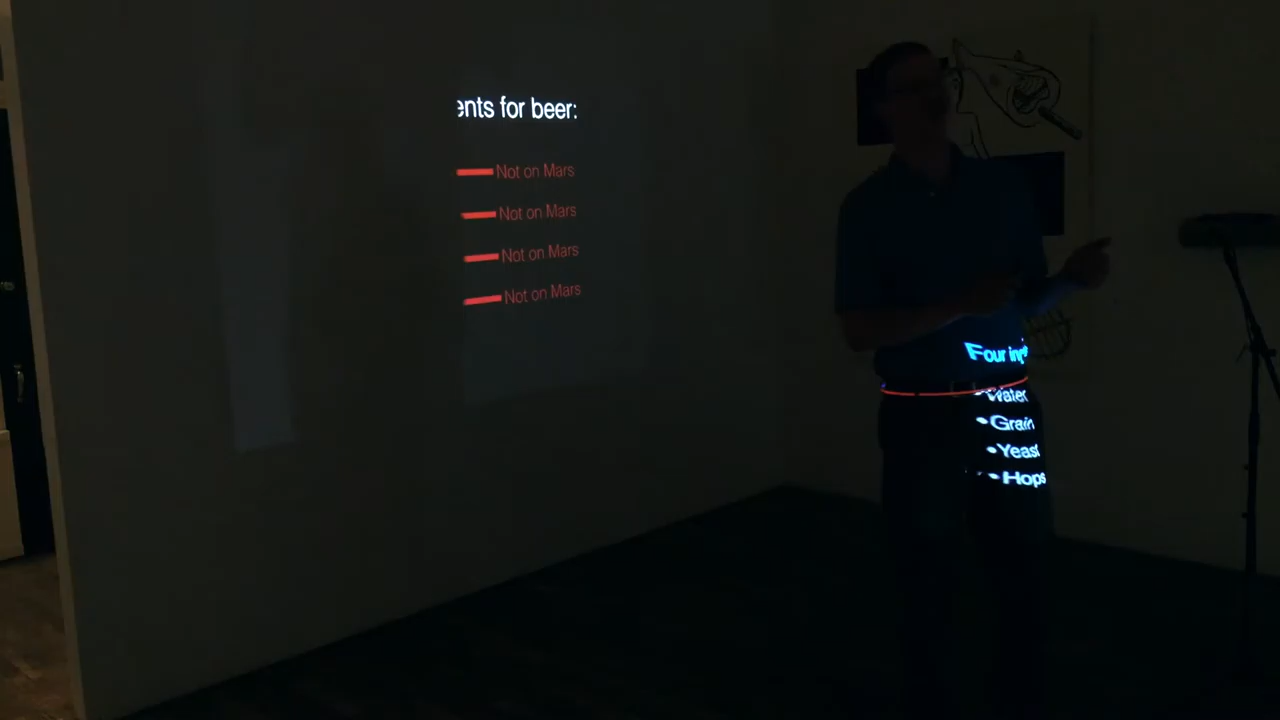 ents for beer:
Not on Mars
Not on Mars
Not on Mars
Not on Mars
Four ing
• Water
• Grain
• Yeast
• Hops